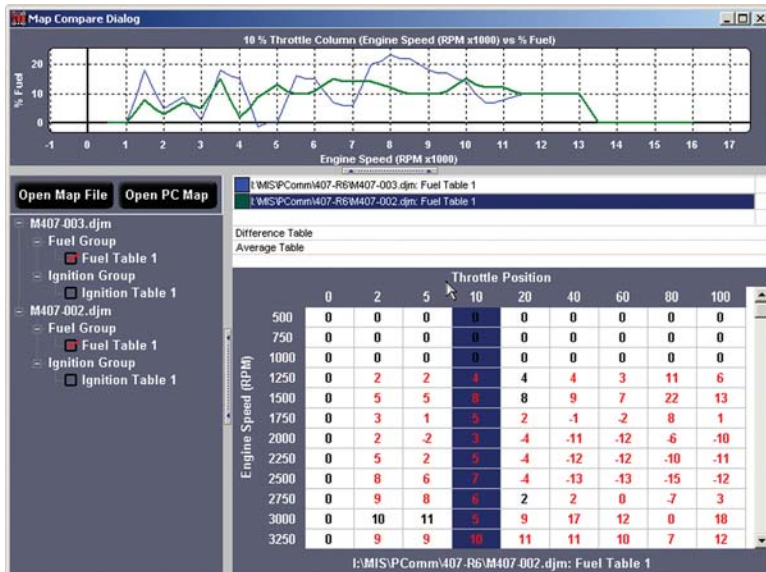 Map Compare Dialog
10 % Throttle Column (Engine Speed (RPM x1000) vs % Fuel)
% Fuel
20
10
0
-1 0 1 2 3 4 5 6 7 8 9 10 11 12 13 14 15 16 17
Engine Speed (RPM x1000)
Open Map File Open PC Map
I:\MIS\PComm\407-R6\M407-003.djm: Fuel Table 1
I:\MIS\PComm\407-R6\M407-002.djm: Fuel Table 1
Difference Table
Average Table
M407-003.djm
Fuel Group
Fuel Table 1
Ignition Group
Ignition Table 1
M407-002.djm
Fuel Group
Fuel Table 1
Ignition Group
Ignition Table 1
Throttle Position
0 2 5 10 20 40 60 80 100
Engine Speed (RPM)
500 0 0 0 0 0 0 0 0 0
750 0 0 0 0 0 0 0 0 0
1000 0 0 0 0 0 0 0 0 0
1250 0 2 2 4 4 4 3 11 6
1500 0 5 5 8 8 9 7 22 13
1750 0 3 1 5 2 -1 -2 8 1
2000 0 2 -2 3 -4 -11 -12 -6 -10
2250 0 5 2 5 -4 -12 -12 -10 -11
2500 0 8 6 7 -4 -13 -13 -15 -12
2750 0 9 8 6 2 2 0 -7 3
3000 0 10 11 5 9 17 12 0 18
3250 0 9 9 10 11 11 10 7 12
I:\MIS\PComm\407-R6\M407-002.djm: Fuel Table 1